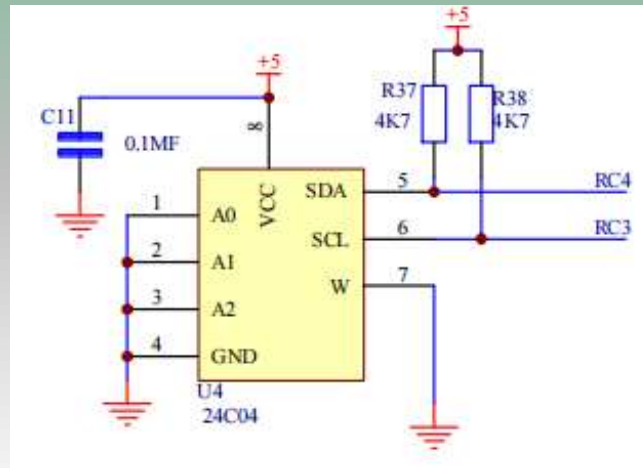 +5
+5
C11
0.1MF
R37
4K7
R38
4K7
8
VCC
1
A0
SDA
5
RC4
2
A1
SCL
6
RC3
3
A2
W
7
4
GND
U4
24C04